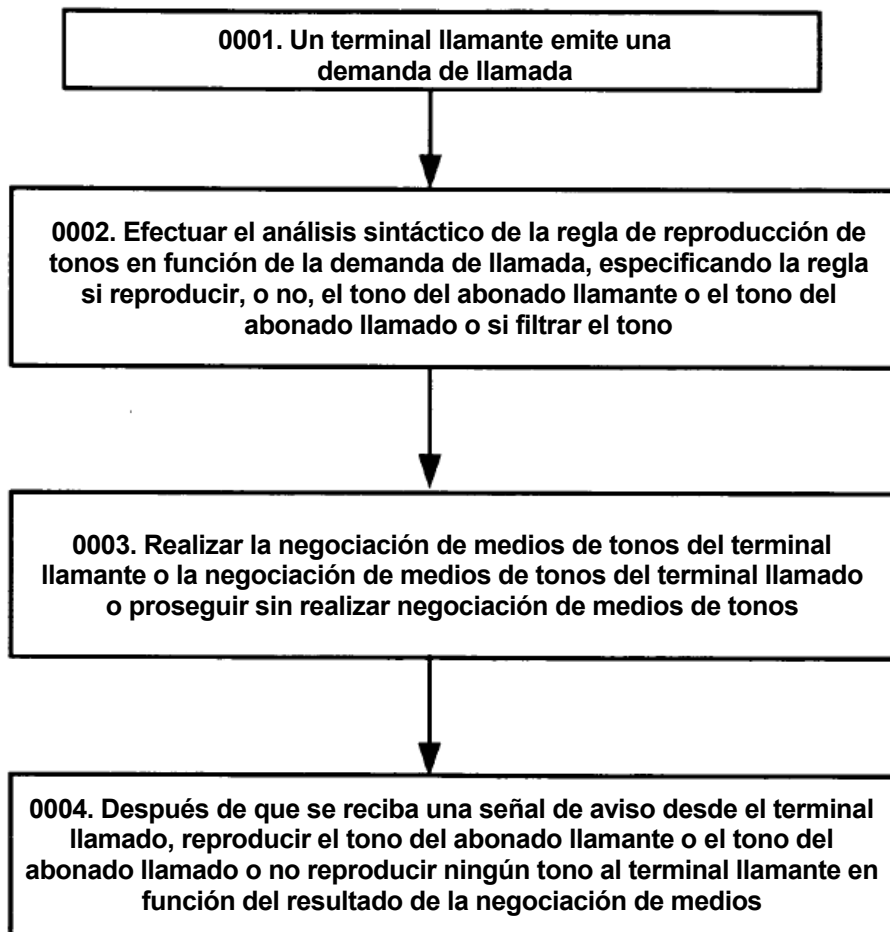 0001. Un terminal llamante emite una
demanda de llamada
0002. Efectuar el análisis sintáctico de la regla de reproducción de
tonos en función de la demanda de llamada, especificando la regla
si reproducir, o no, el tono del abonado llamante o el tono del
abonado llamado o si filtrar el tono
0003. Realizar la negociación de medios de tonos del terminal
llamante o la negociación de medios de tonos del terminal llamado
o proseguir sin realizar negociación de medios de tonos
0004. Después de que se reciba una señal de aviso desde el terminal
llamado, reproducir el tono del abonado llamante o el tono del
abonado llamado o no reproducir ningún tono al terminal llamante en
función del resultado de la negociación de medios